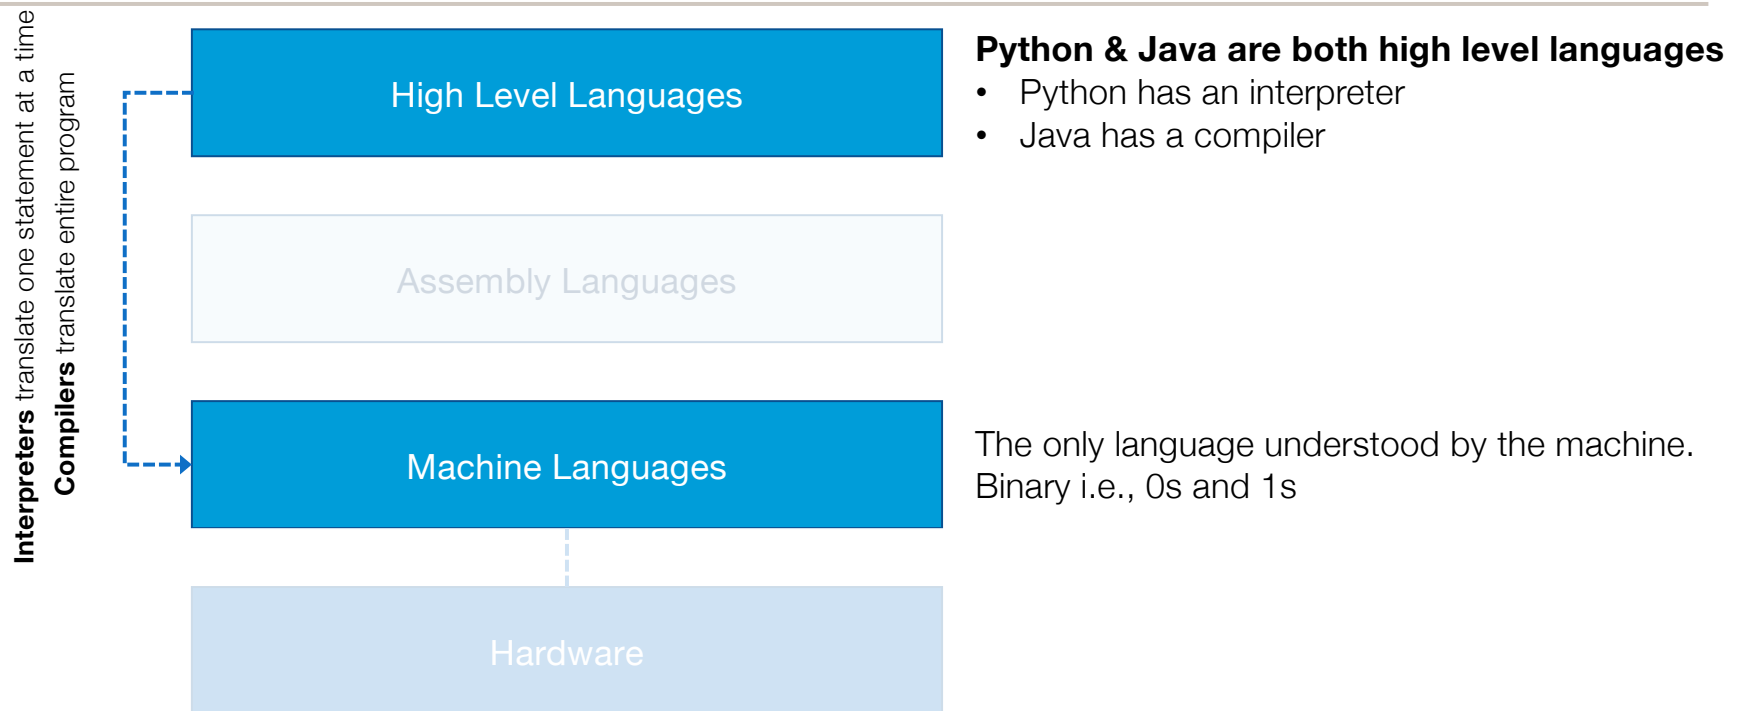 Interpreters translate one statement at a time
Compilers translate entire program
High Level Languages
Python & Java are both high level languages
• Python has an interpreter
• Java has a compiler
Assembly Languages
Machine Languages
The only language understood by the machine.
Binary i.e., 0s and 1s
Hardware